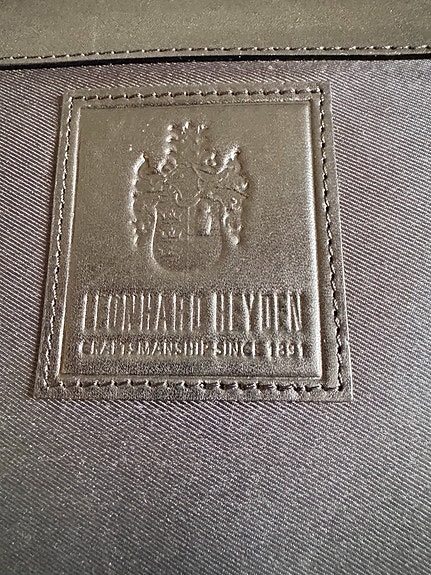 LEONHARD HEYDEN
CRAFTSMANSHIP SINCE 1891